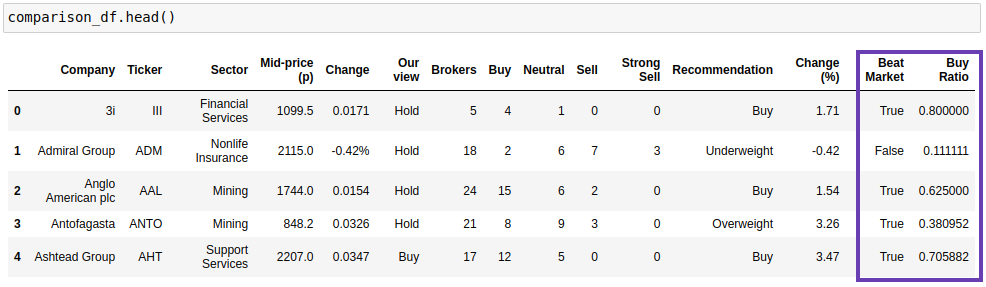 comparison_df.head()
Company Ticker Sector Mid-price (p) Change Our view Brokers Buy Neutral Sell Strong Sell Recommendation Change (%) Beat Market Buy Ratio
0 3i III Financial Services 1099.5 0.0171 Hold 5 4 1 0 0 Buy 1.71 True 0.800000
1 Admiral Group ADM Nonlife Insurance 2115.0 -0.42% Hold 18 2 6 7 3 Underweight -0.42 False 0.111111
2 Anglo American plc AAL Mining 1744.0 0.0154 Hold 24 15 6 2 0 Buy 1.54 True 0.625000
3 Antofagasta ANTO Mining 848.2 0.0326 Hold 21 8 9 3 0 Overweight 3.26 True 0.380952
4 Ashtead Group AHT Support Services 2207.0 0.0347 Buy 17 12 5 0 0 Buy 3.47 True 0.705882